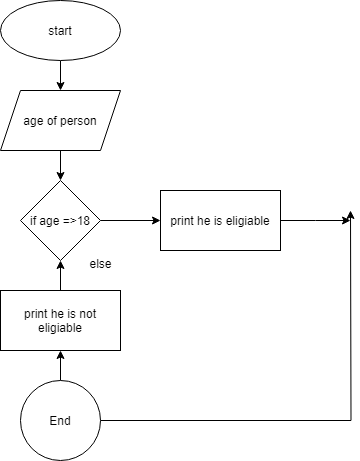 start
age of person
if age =>18
print he is eligiable
else
print he is not
eligiable
End